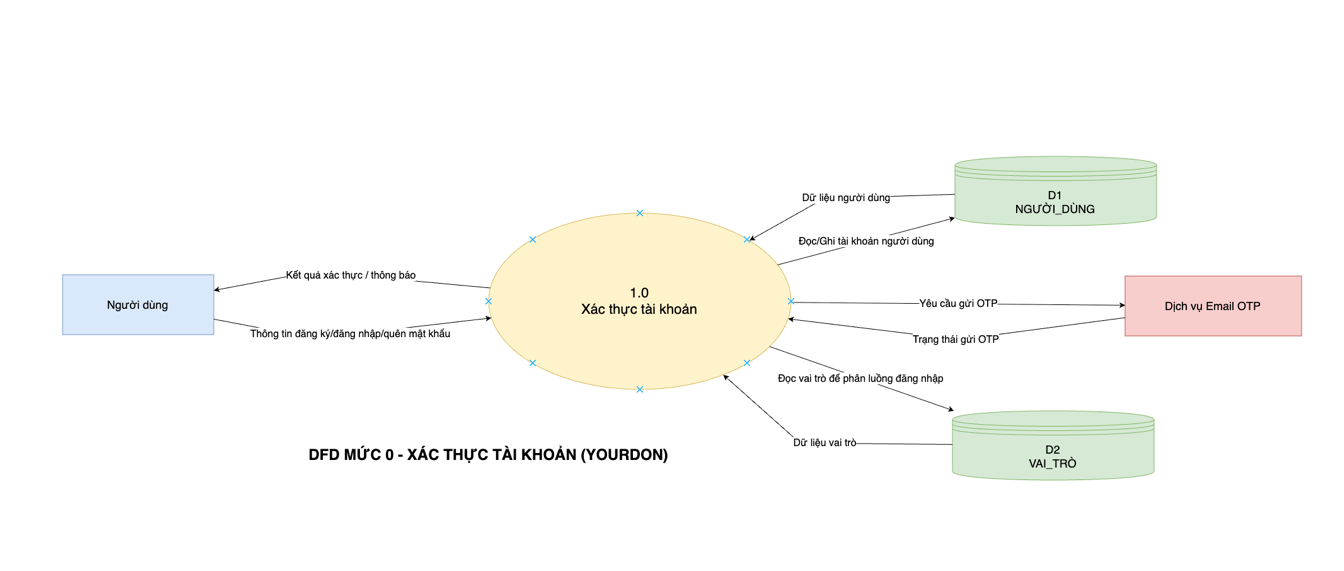 D1
NGƯỜI_DÙNG
Dữ liệu người dùng
Đọc/Ghi tài khoản người dùng
Kết quả xác thực / thông báo
Người dùng
Thông tin đăng ký/đăng nhập/quên mật khẩu
1.0
Xác thực tài khoản
Yêu cầu gửi OTP
Dịch vụ Email OTP
Trạng thái gửi OTP
Đọc vai trò để phân luồng đăng nhập
Dữ liệu vai trò
D2
VAI_TRÒ
DFD MỨC 0 - XÁC THỰC TÀI KHOẢN (YOURDON)